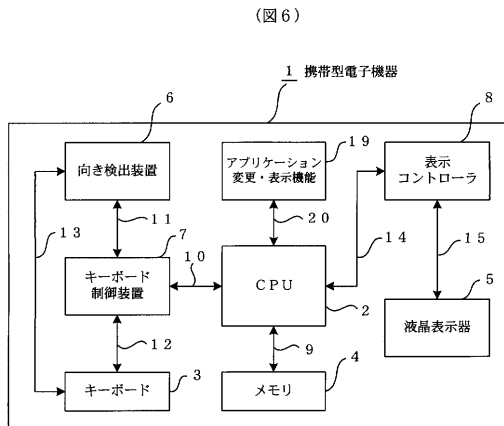 (図6)
1 携帯型電子機器
6
向き検出装置
19
アプリケーション
変更・表示機能
8
表示
コントローラ
11
13
20
14
15
7
キーボード
制御装置
10
CPU
2
5
液晶表示器
12
9
キーボード
3
メモリ
4